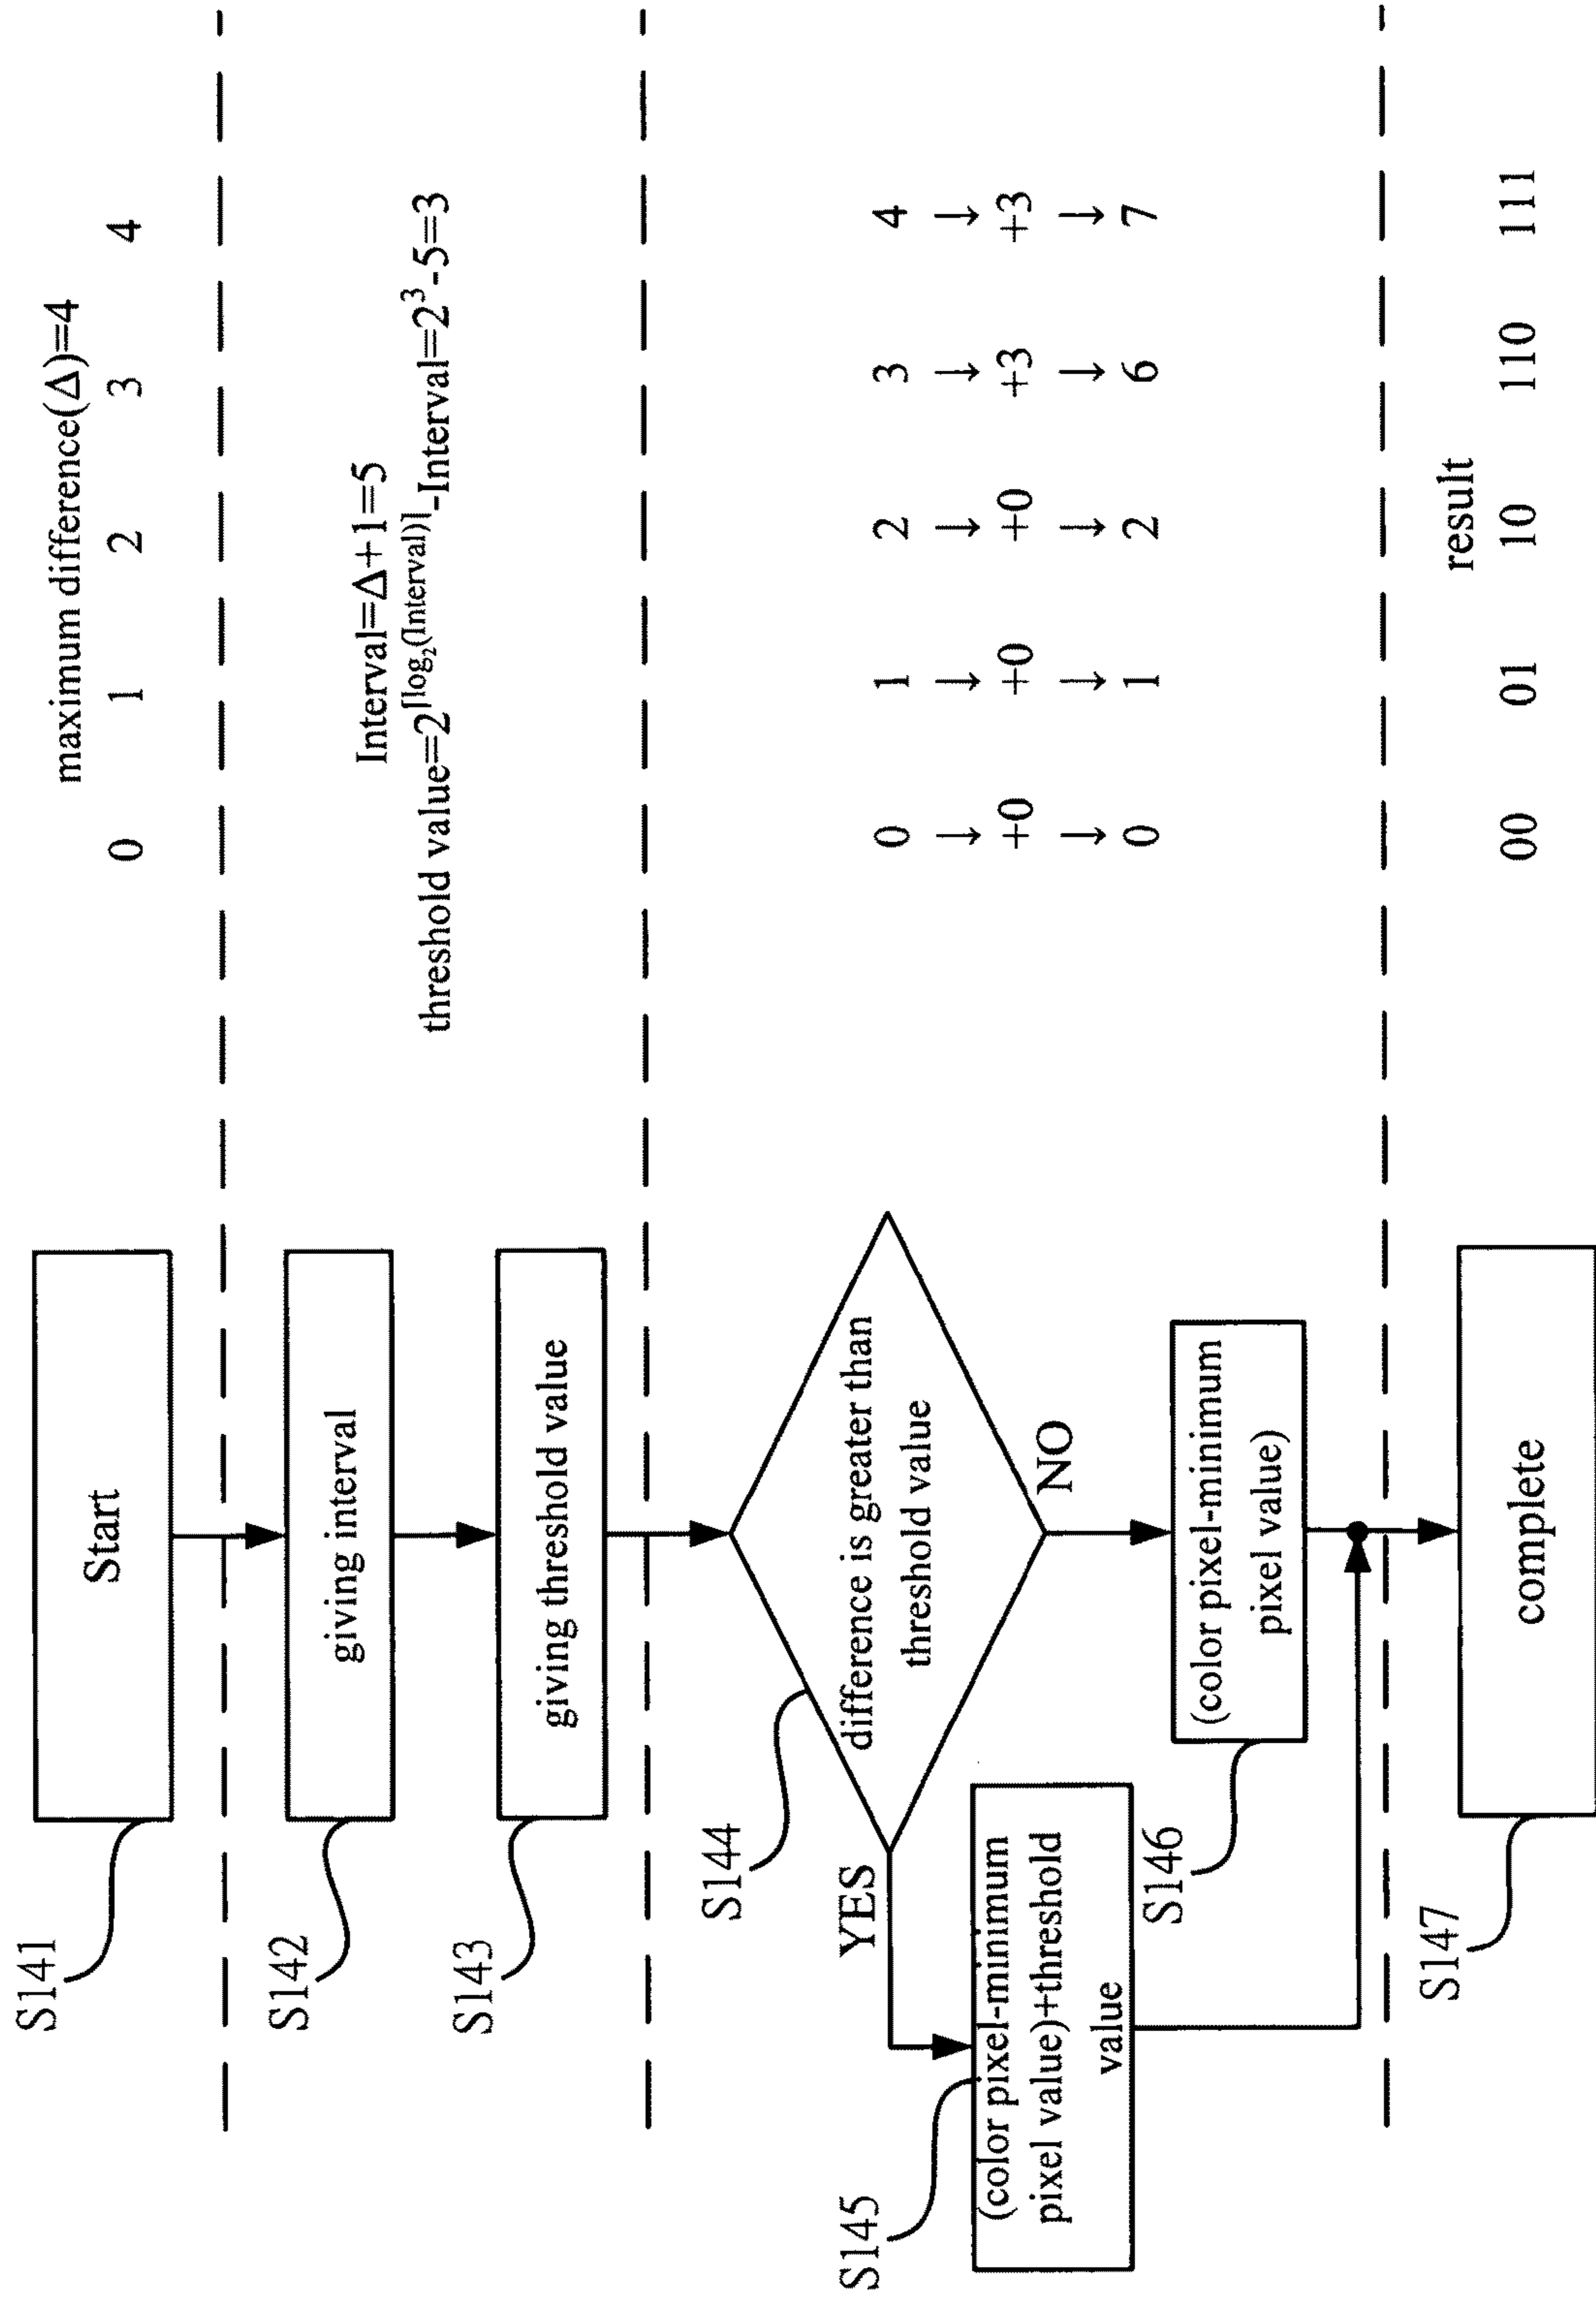 S141
Start
maximum difference(Δ)=4
0 1 2 3 4
S142
giving interval
Interval=Δ+1=5
S143
giving threshold value
threshold value=2^⌈log₂(Interval)⌉-Interval=2³-5=3
S144
difference is greater than
threshold value
YES
NO
S145
(color pixel-minimum
pixel value)+threshold
value
S146
(color pixel-minimum
pixel value)
0 1 2 3 4
↓ ↓ ↓ ↓ ↓
+0 +0 +0 +3 +3
↓ ↓ ↓ ↓ ↓
0 1 2 6 7
S147
complete
result
00 01 10 110 111